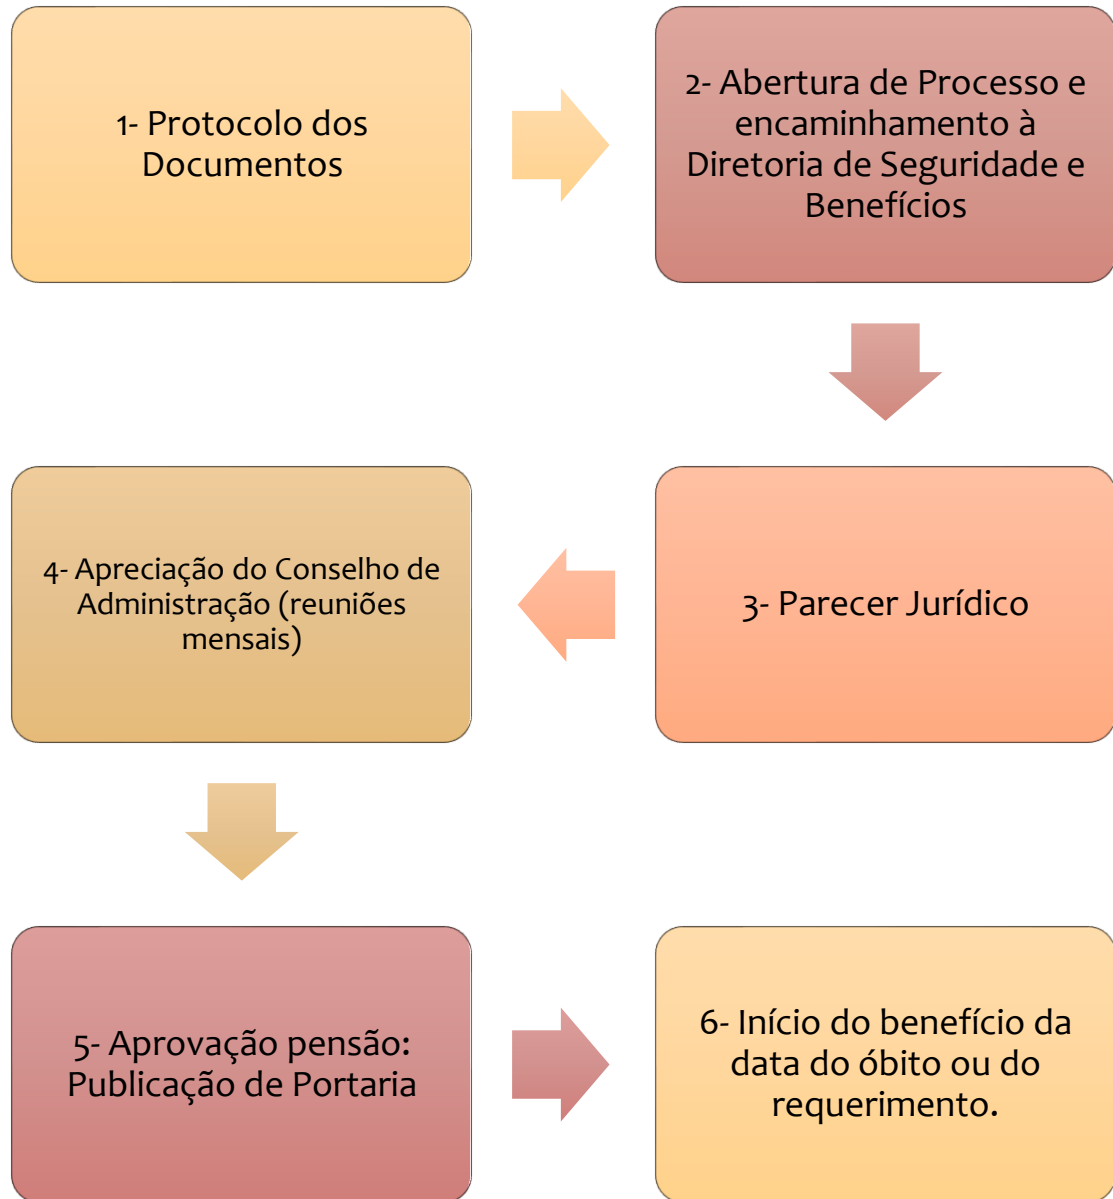 1- Protocolo dos
Documentos
2- Abertura de Processo e
encaminhamento à
Diretoria de Seguridade e
Benefícios
3- Parecer Jurídico
4- Apreciação do Conselho de
Administração (reuniões
mensais)
5- Aprovação pensão:
Publicação de Portaria
6- Início do benefício da
data do óbito ou do
requerimento.